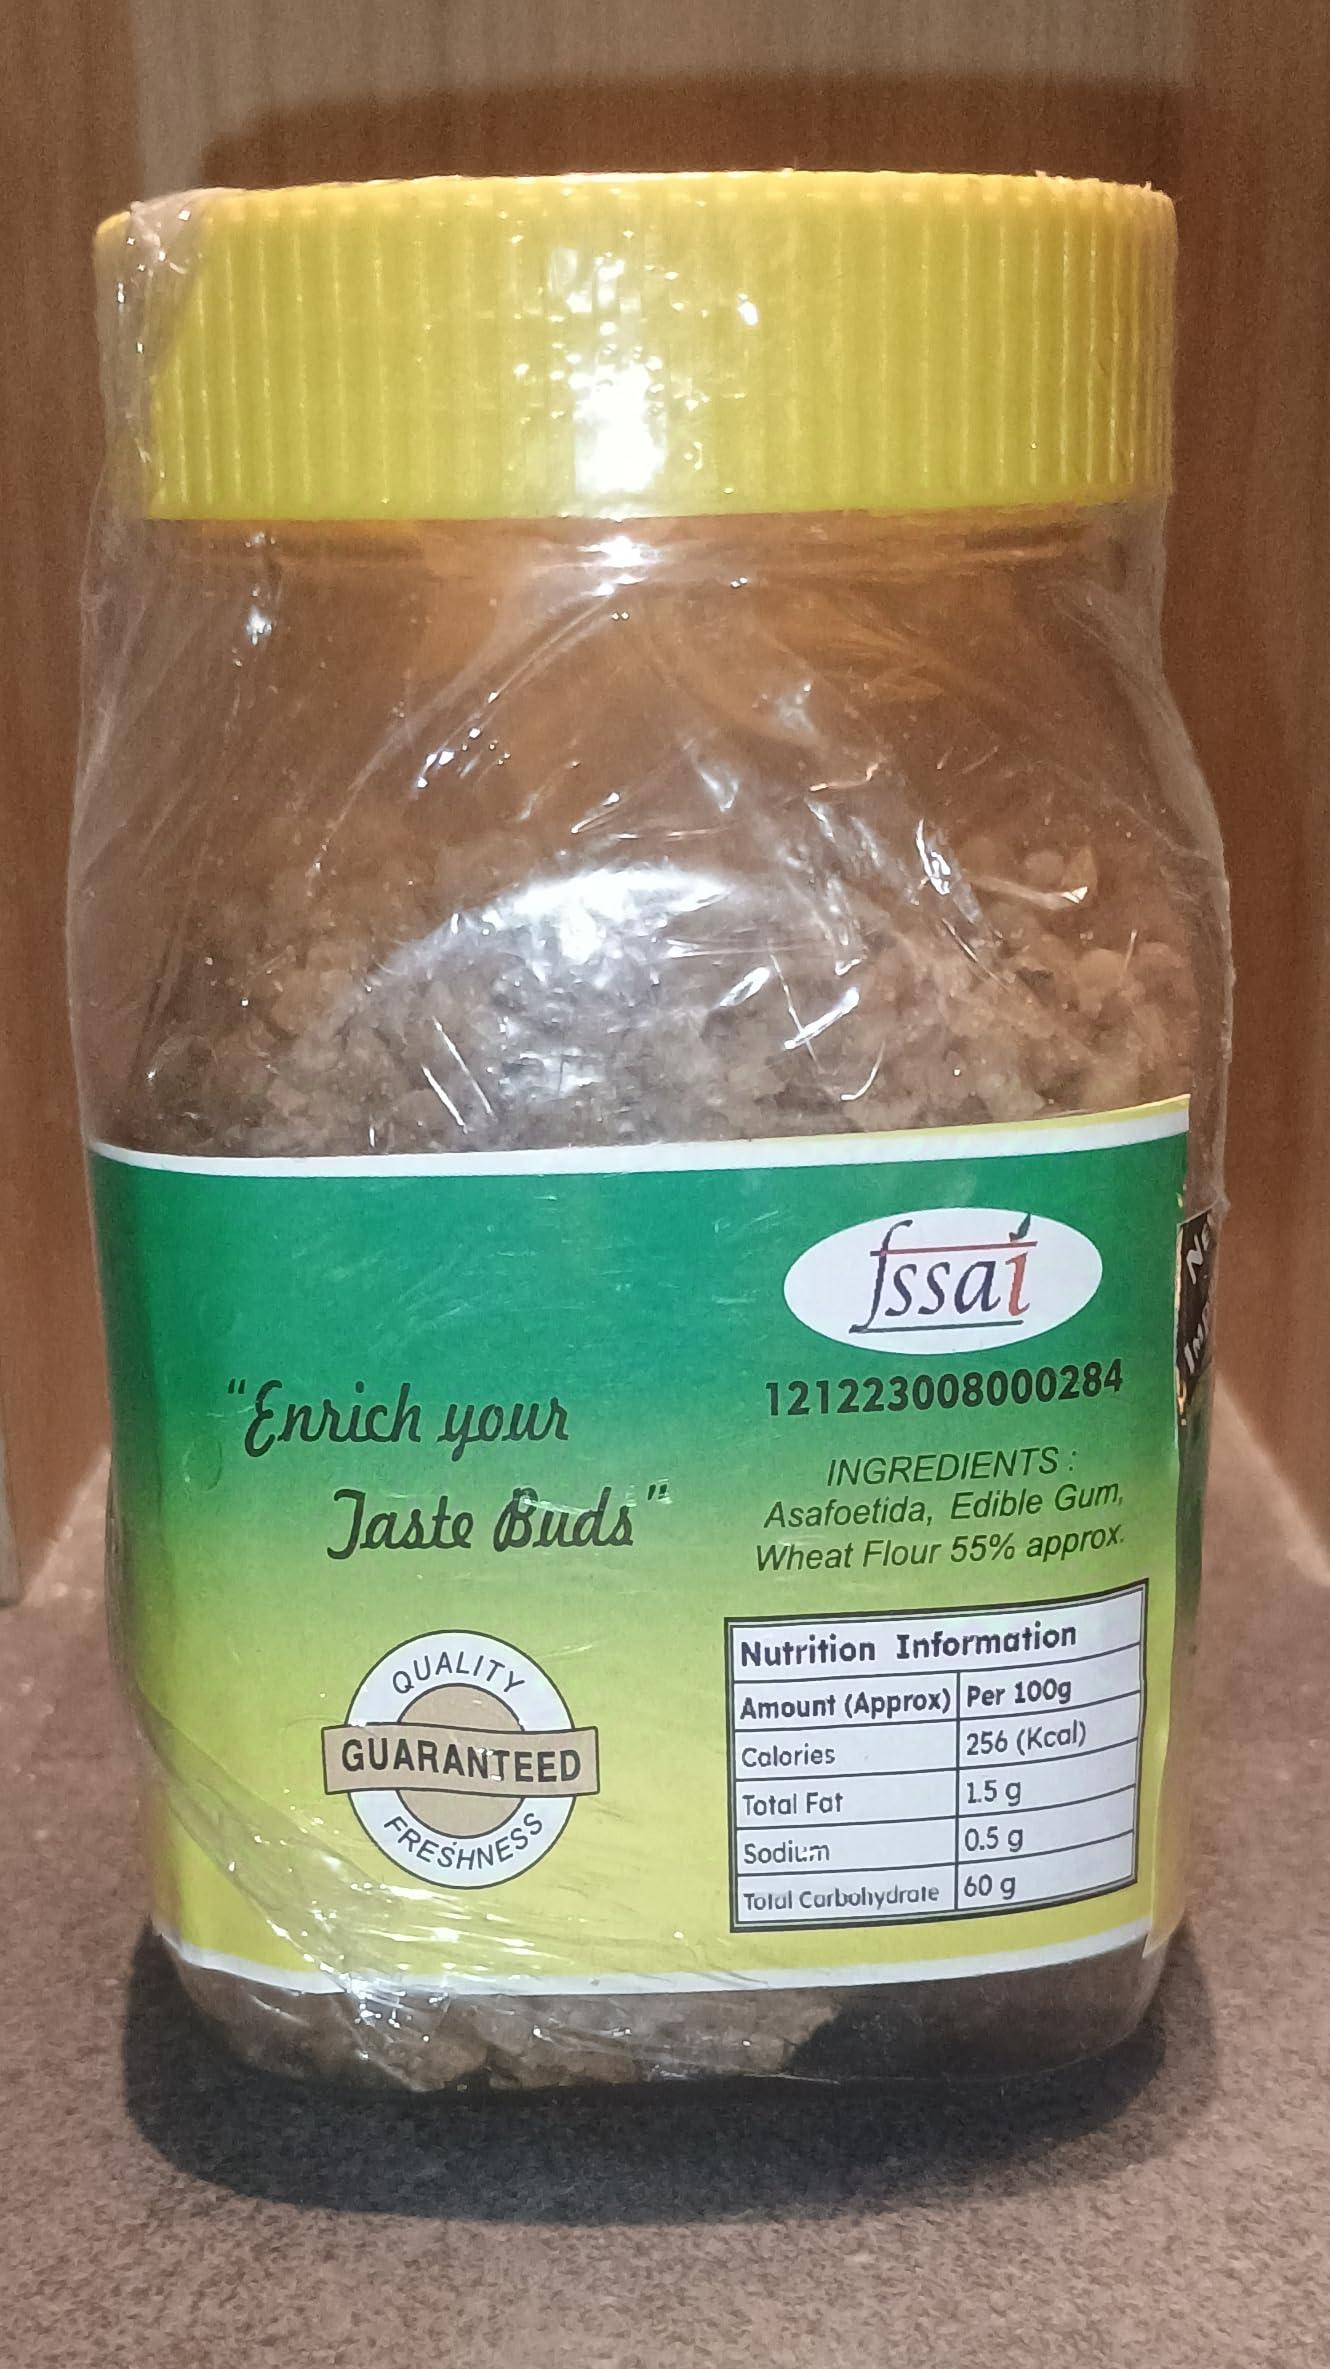 fssai
121223008000284
"Enrich your
Taste Buds"
INGREDIENTS :
Asafoetida, Edible Gum,
Wheat Flour 55% approx.
QUALITY
GUARANTEED
FRESHNESS
Nutrition Information
Amount (Approx) Per 100g
Calories 256 (Kcal)
Total Fat 1.5 g
Sodium 0.5 g
Total Carbohydrate 60 g